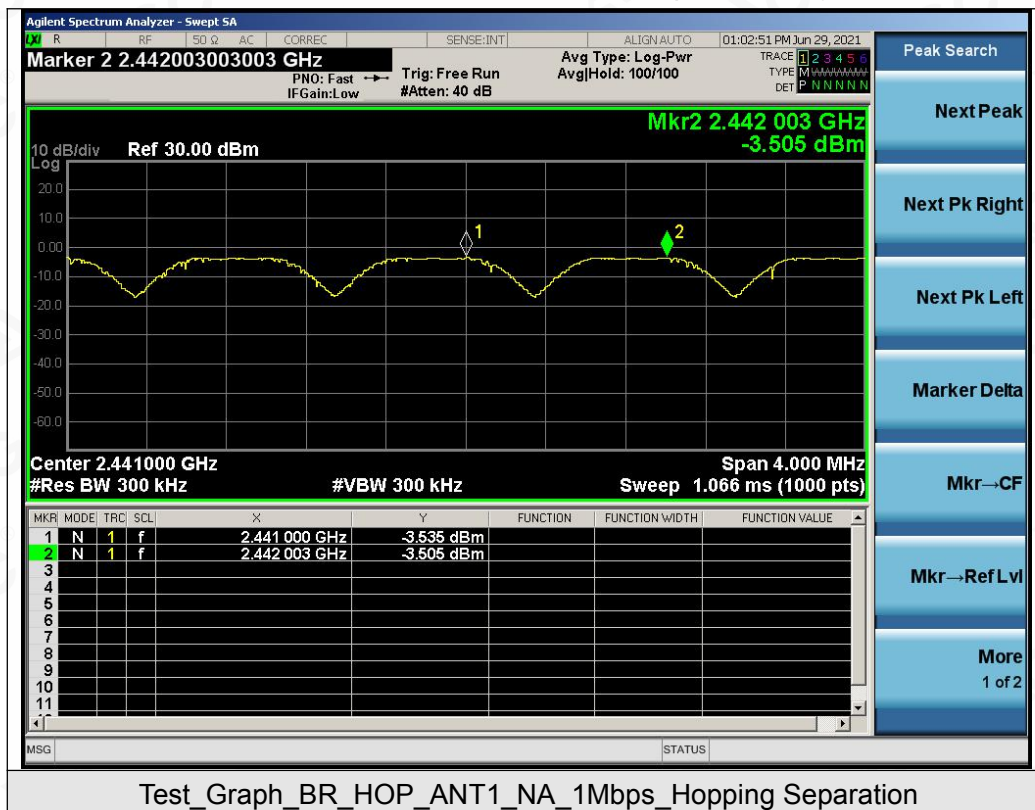 Agilent Spectrum Analyzer - Swept SA
LXI R RF 50 Ω AC CORREC SENSE:INT ALIGN AUTO 01:02:51 PM Jun 29, 2021
Marker 2 2.442003003003 GHz
PNO: Fast
IFGain:Low
Trig: Free Run
#Atten: 40 dB
Avg Type: Log-Pwr
Avg|Hold: 100/100
TRACE 1 2 3 4 5 6
TYPE M WWWWW
DET P N N N N N
Peak Search
Next Peak
Next Pk Right
Next Pk Left
Marker Delta
Mkr→CF
Mkr→Ref Lvl
More
1 of 2
Mkr2 2.442 003 GHz
-3.505 dBm
10 dB/div Ref 30.00 dBm
Log
20.0
10.0
0.00
-10.0
-20.0
-30.0
-40.0
-50.0
-60.0
1
2
Center 2.441000 GHz Span 4.000 MHz
#Res BW 300 kHz #VBW 300 kHz Sweep 1.066 ms (1000 pts)
MKR MODE TRC SCL X Y FUNCTION FUNCTION WIDTH FUNCTION VALUE
1 N 1 f 2.441 000 GHz -3.535 dBm
2 N 1 f 2.442 003 GHz -3.505 dBm
3
4
5
6
7
8
9
10
11
MSG STATUS
Test_Graph_BR_HOP_ANT1_NA_1Mbps_Hopping Separation